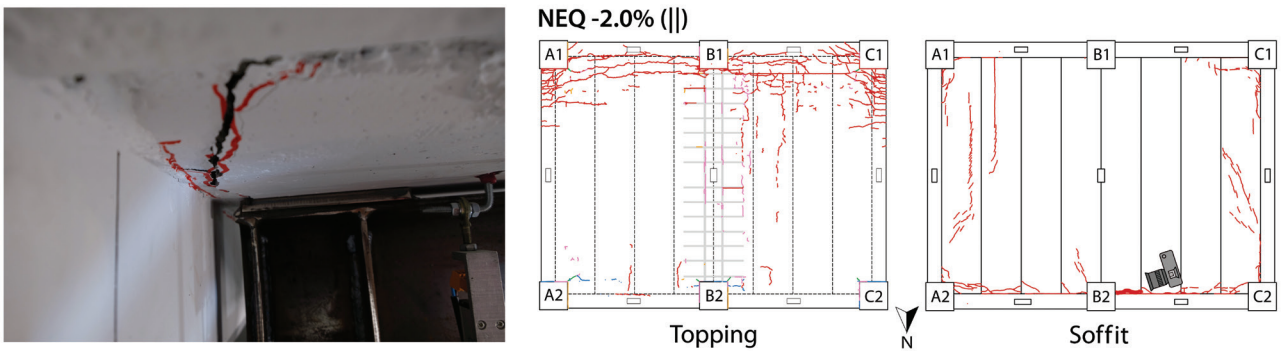 NEQ -2.0% (||)
A1 B1 C1
A2 B2 C2
Topping
N
A1 B1 C1
A2 B2 C2
Soffit